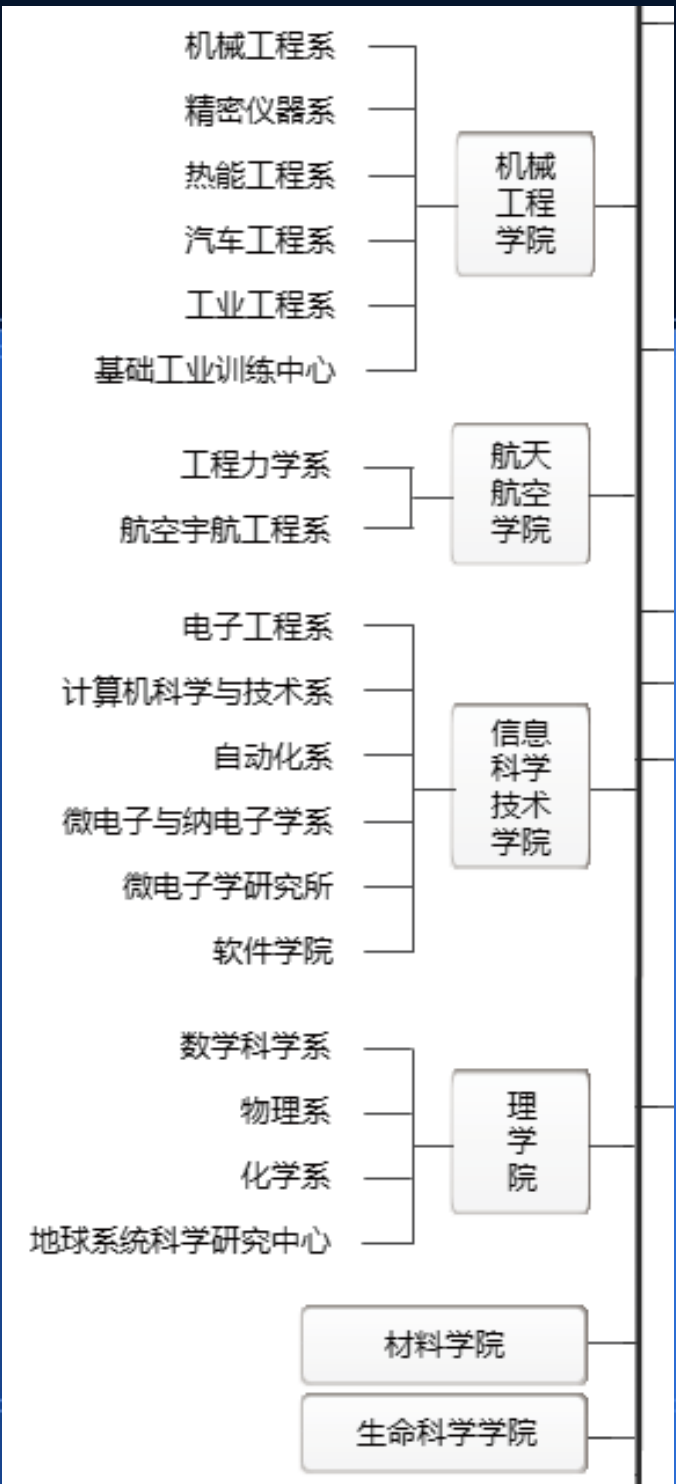 机械工程系
精密仪器系
热能工程系
汽车工程系
工业工程系
基础工业训练中心
机械
工程
学院
工程力学系
航空宇航工程系
航天
航空
学院
电子工程系
计算机科学与技术系
自动化系
微电子与纳电子学系
微电子学研究所
软件学院
信息
科学
技术
学院
数学科学系
物理系
化学系
地球系统科学研究中心
理
学
院
材料学院
生命科学学院